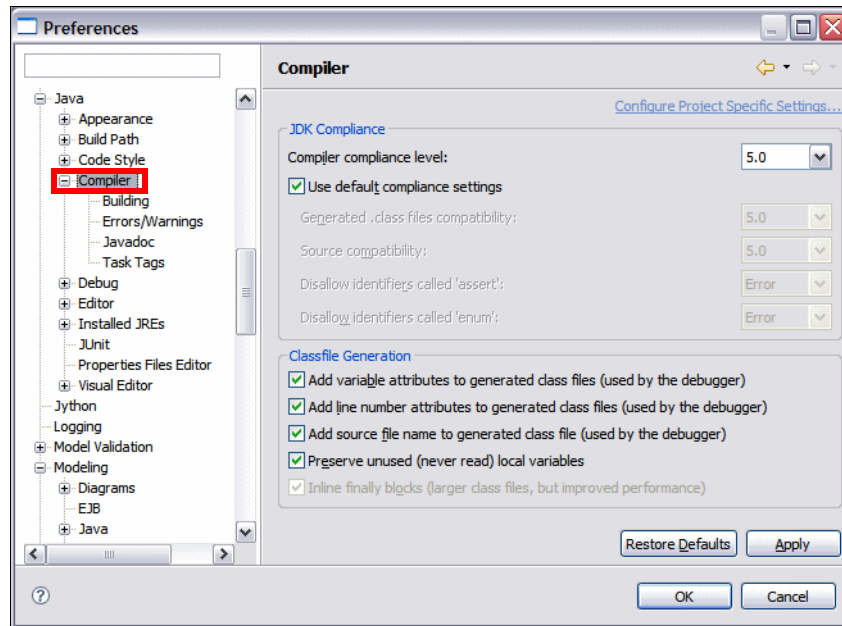 Preferences
Java
Appearance
Build Path
Code Style
Compiler
Building
Errors/Warnings
Javadoc
Task Tags
Debug
Editor
Installed JREs
JUnit
Properties Files Editor
Visual Editor
Jython
Logging
Model Validation
Modeling
Diagrams
EJB
Java
Compiler
Configure Project Specific Settings...
JDK Compliance
Compiler compliance level: 5.0
Use default compliance settings
Generated .class files compatibility: 5.0
Source compatibility: 5.0
Disallow identifiers called 'assert': Error
Disallow identifiers called 'enum': Error
Classfile Generation
Add variable attributes to generated class files (used by the debugger)
Add line number attributes to generated class files (used by the debugger)
Add source file name to generated class file (used by the debugger)
Preserve unused (never read) local variables
Inline finally blocks (larger class files, but improved performance)
Restore Defaults Apply
? OK Cancel